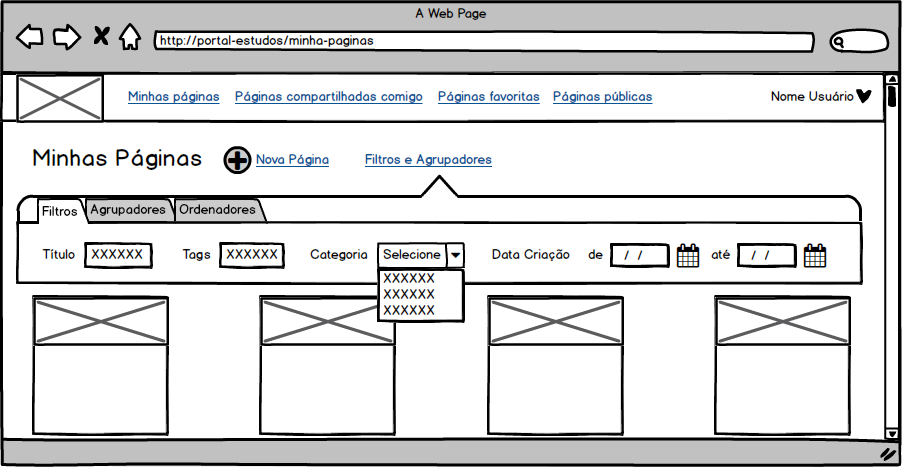 A Web Page
http://portal-estudos/minha-paginas
Minhas páginas Páginas compartilhadas comigo Páginas favoritas Páginas públicas Nome Usuário
Minhas Páginas Nova Página Filtros e Agrupadores
Filtros Agrupadores Ordenadores
Título XXXXXX Tags XXXXXX Categoria Selecione Data Criação de / / até / /
XXXXXX
XXXXXX
XXXXXX